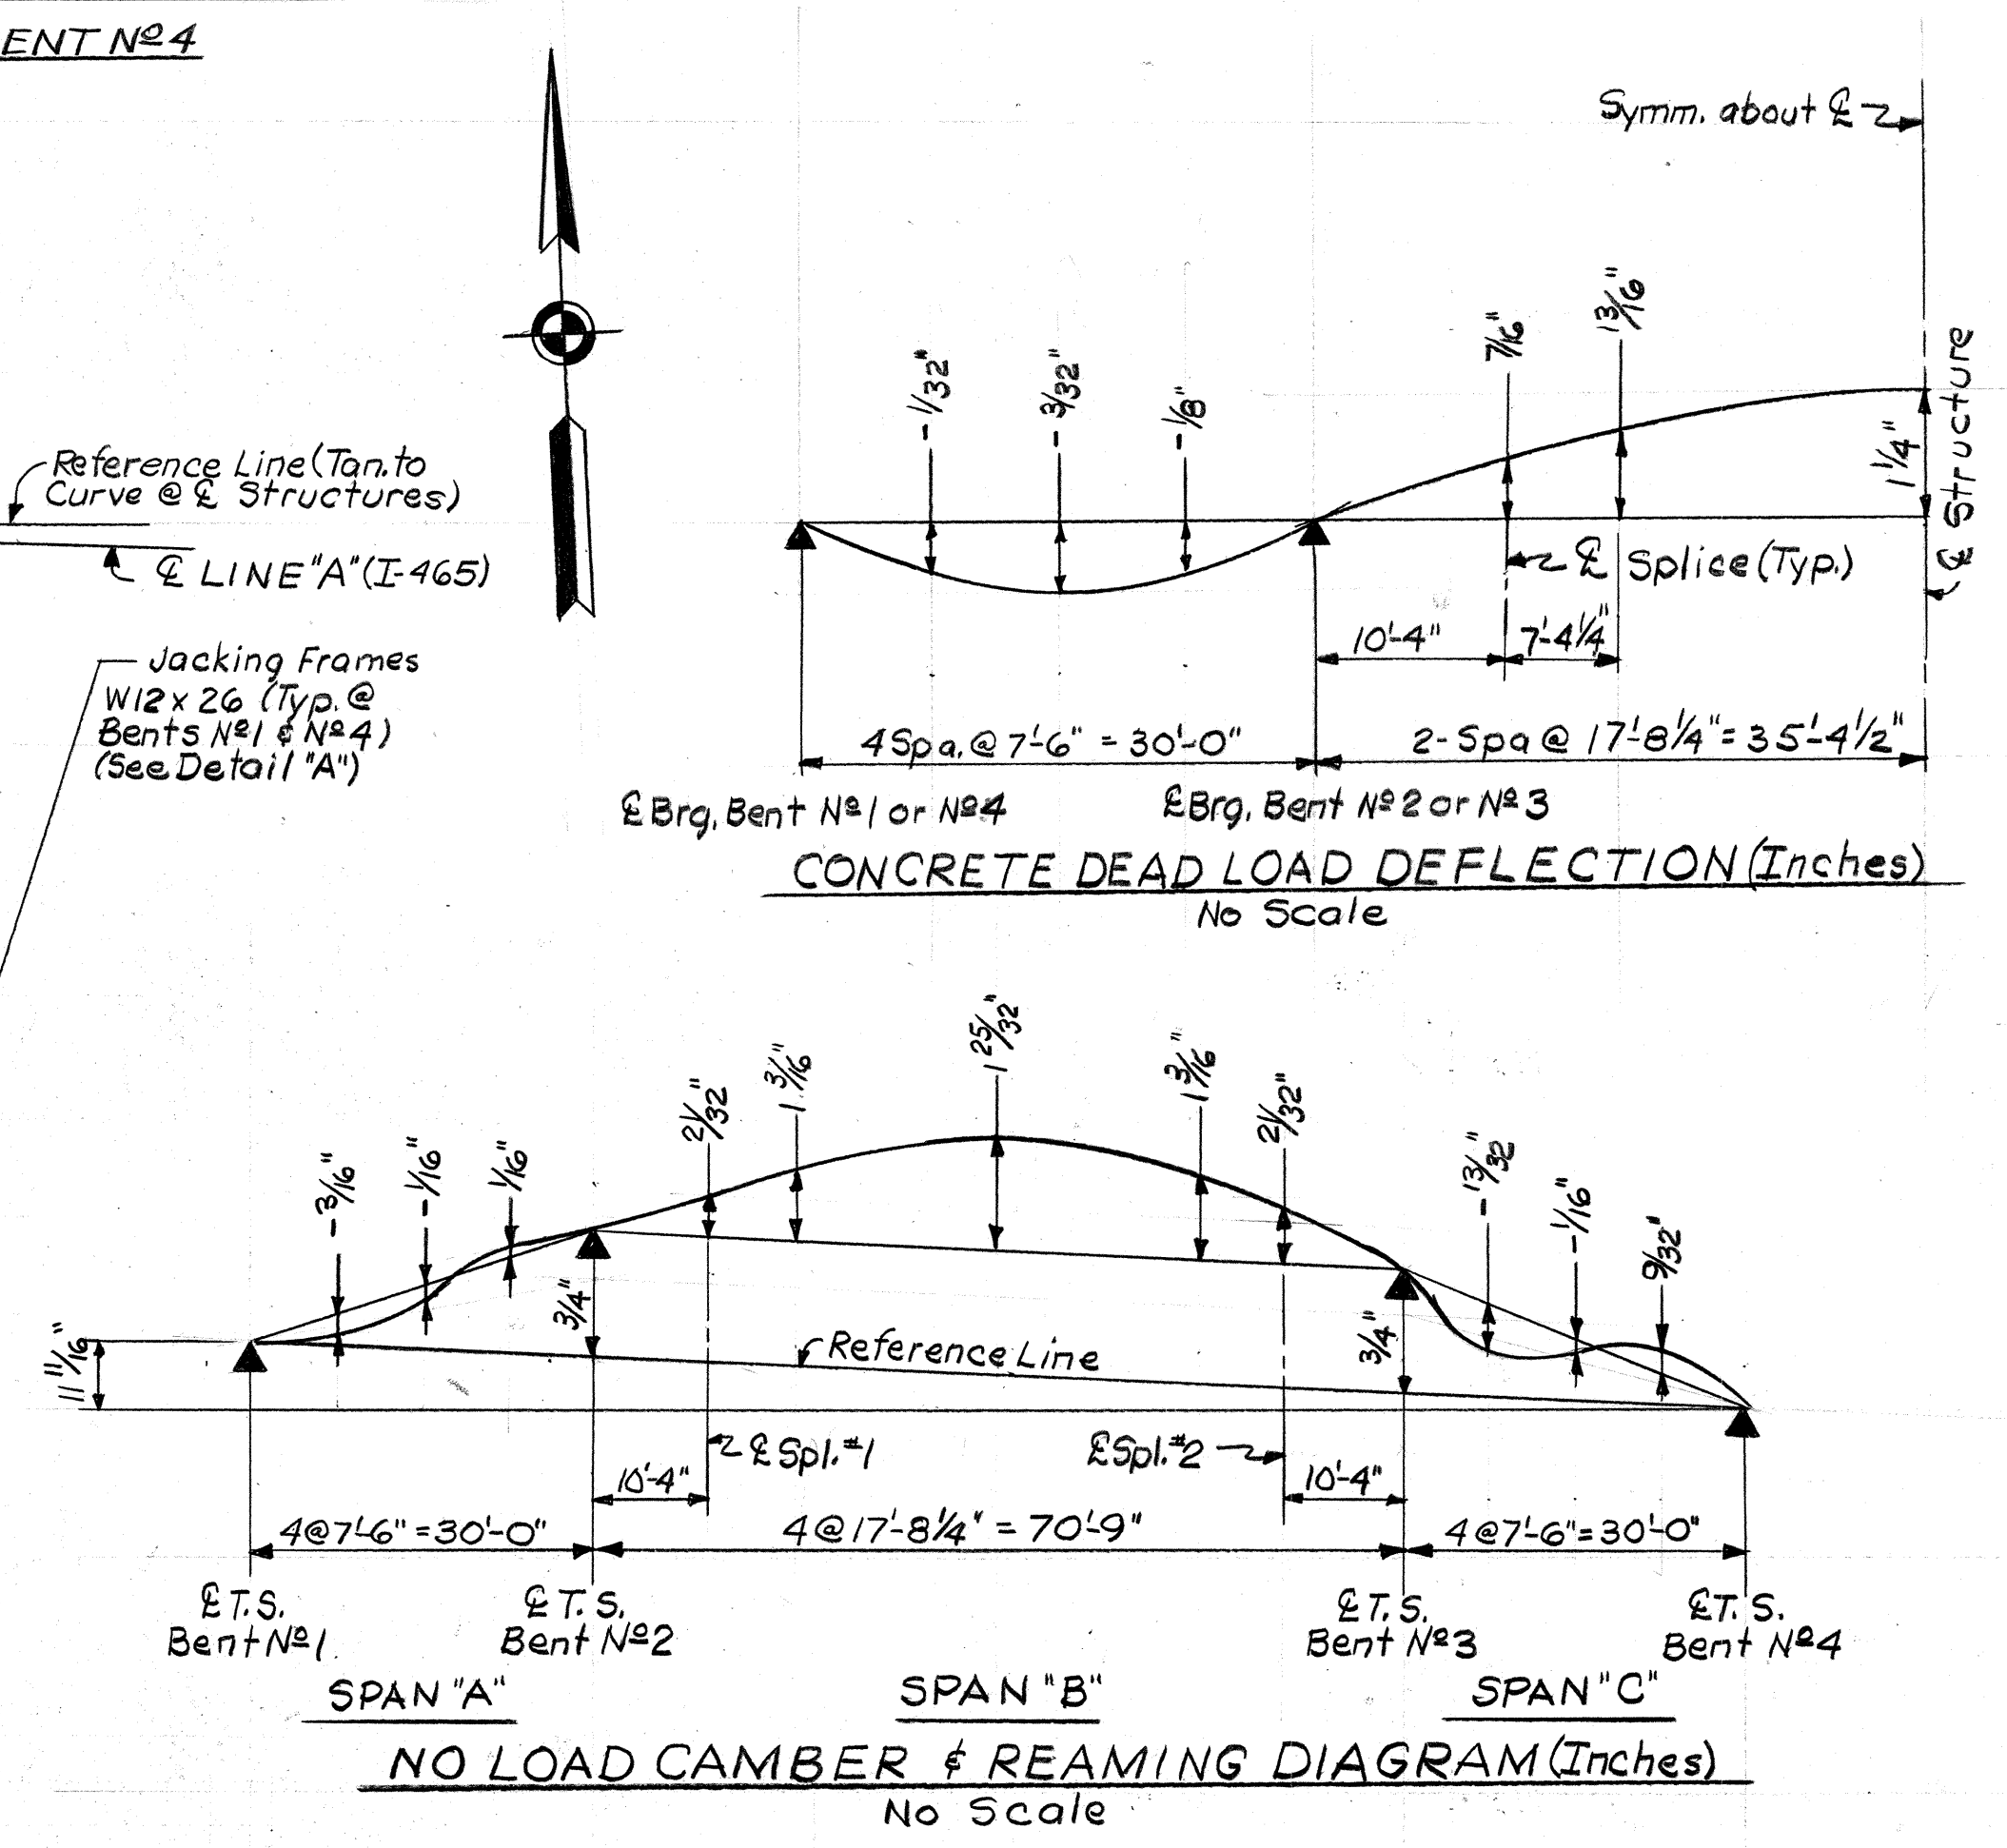 ENT Nº4
Symm. about ℄
Reference Line (Tan. to
Curve @ ℄ Structures)
℄ LINE "A" (I-465)
Jacking Frames
W12 x 26 (Typ. @
Bents Nº1 & Nº4)
(See Detail "A")
-1/32"
-3/32"
-1/8"
7/16"
13/16"
1 1/4"
℄ Structure
℄ Splice (Typ.)
10'-4"
7'-4 1/4"
4 Spa. @ 7'-6" = 30'-0"
2-Spa @ 17'-8 1/4" = 35'-4 1/2"
℄ Brg. Bent Nº1 or Nº4
℄ Brg. Bent Nº2 or Nº3
CONCRETE DEAD LOAD DEFLECTION (Inches)
No Scale
-3/16"
-1/16"
1/16"
21/32"
1 3/16"
1 25/32"
1 3/16"
21/32"
-13/32"
-1/16"
9/32"
11 11/16"
3/4"
Reference Line
3/4"
℄ Spl. #1
℄ Spl. #2
10'-4"
10'-4"
4 @ 7'-6" = 30'-0"
4 @ 17'-8 1/4" = 70'-9"
4 @ 7'-6" = 30'-0"
℄ T. S.
Bent Nº1
℄ T. S.
Bent Nº2
℄ T. S.
Bent Nº3
℄ T. S.
Bent Nº4
SPAN "A"
SPAN "B"
SPAN "C"
NO LOAD CAMBER & REAMING DIAGRAM (Inches)
No Scale